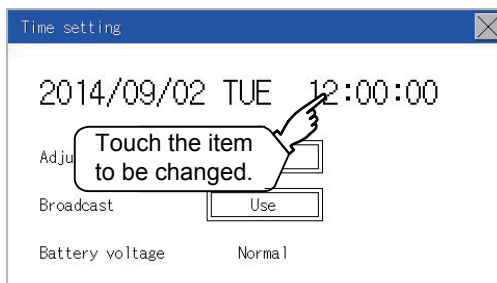 Time setting
2014/09/02 TUE 12:00:00
Adju
Touch the item
to be changed.
Broadcast Use
Battery voltage Normal